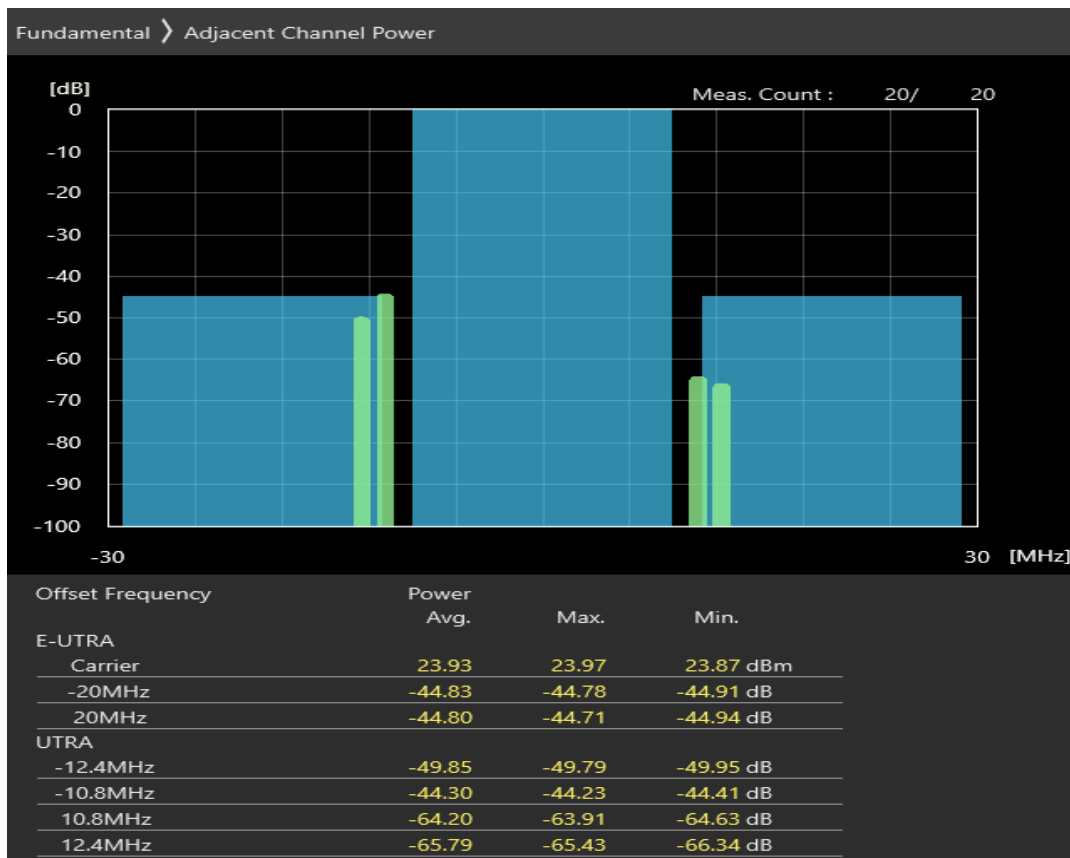 Fundamental 〉 Adjacent Channel Power
[dB]
Meas. Count : 20/ 20
0
-10
-20
-30
-40
-50
-60
-70
-80
-90
-100
-30 30 [MHz]
Offset Frequency Power
Avg. Max. Min.
E-UTRA
Carrier 23.93 23.97 23.87 dBm
-20MHz -44.83 -44.78 -44.91 dB
20MHz -44.80 -44.71 -44.94 dB
UTRA
-12.4MHz -49.85 -49.79 -49.95 dB
-10.8MHz -44.30 -44.23 -44.41 dB
10.8MHz -64.20 -63.91 -64.63 dB
12.4MHz -65.79 -65.43 -66.34 dB